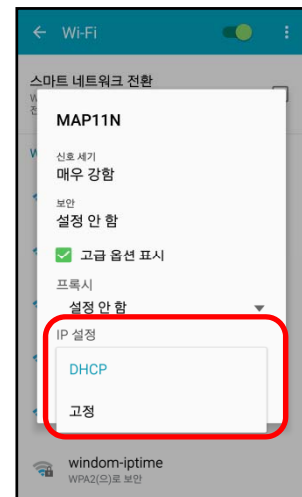 Wi-Fi
스마트 네트워크 전환
MAP11N
신호 세기
매우 강함
보안
설정 안 함
고급 옵션 표시
프록시
설정 안 함
IP 설정
DHCP
고정
windom-iptime
WPA2(으)로 보안